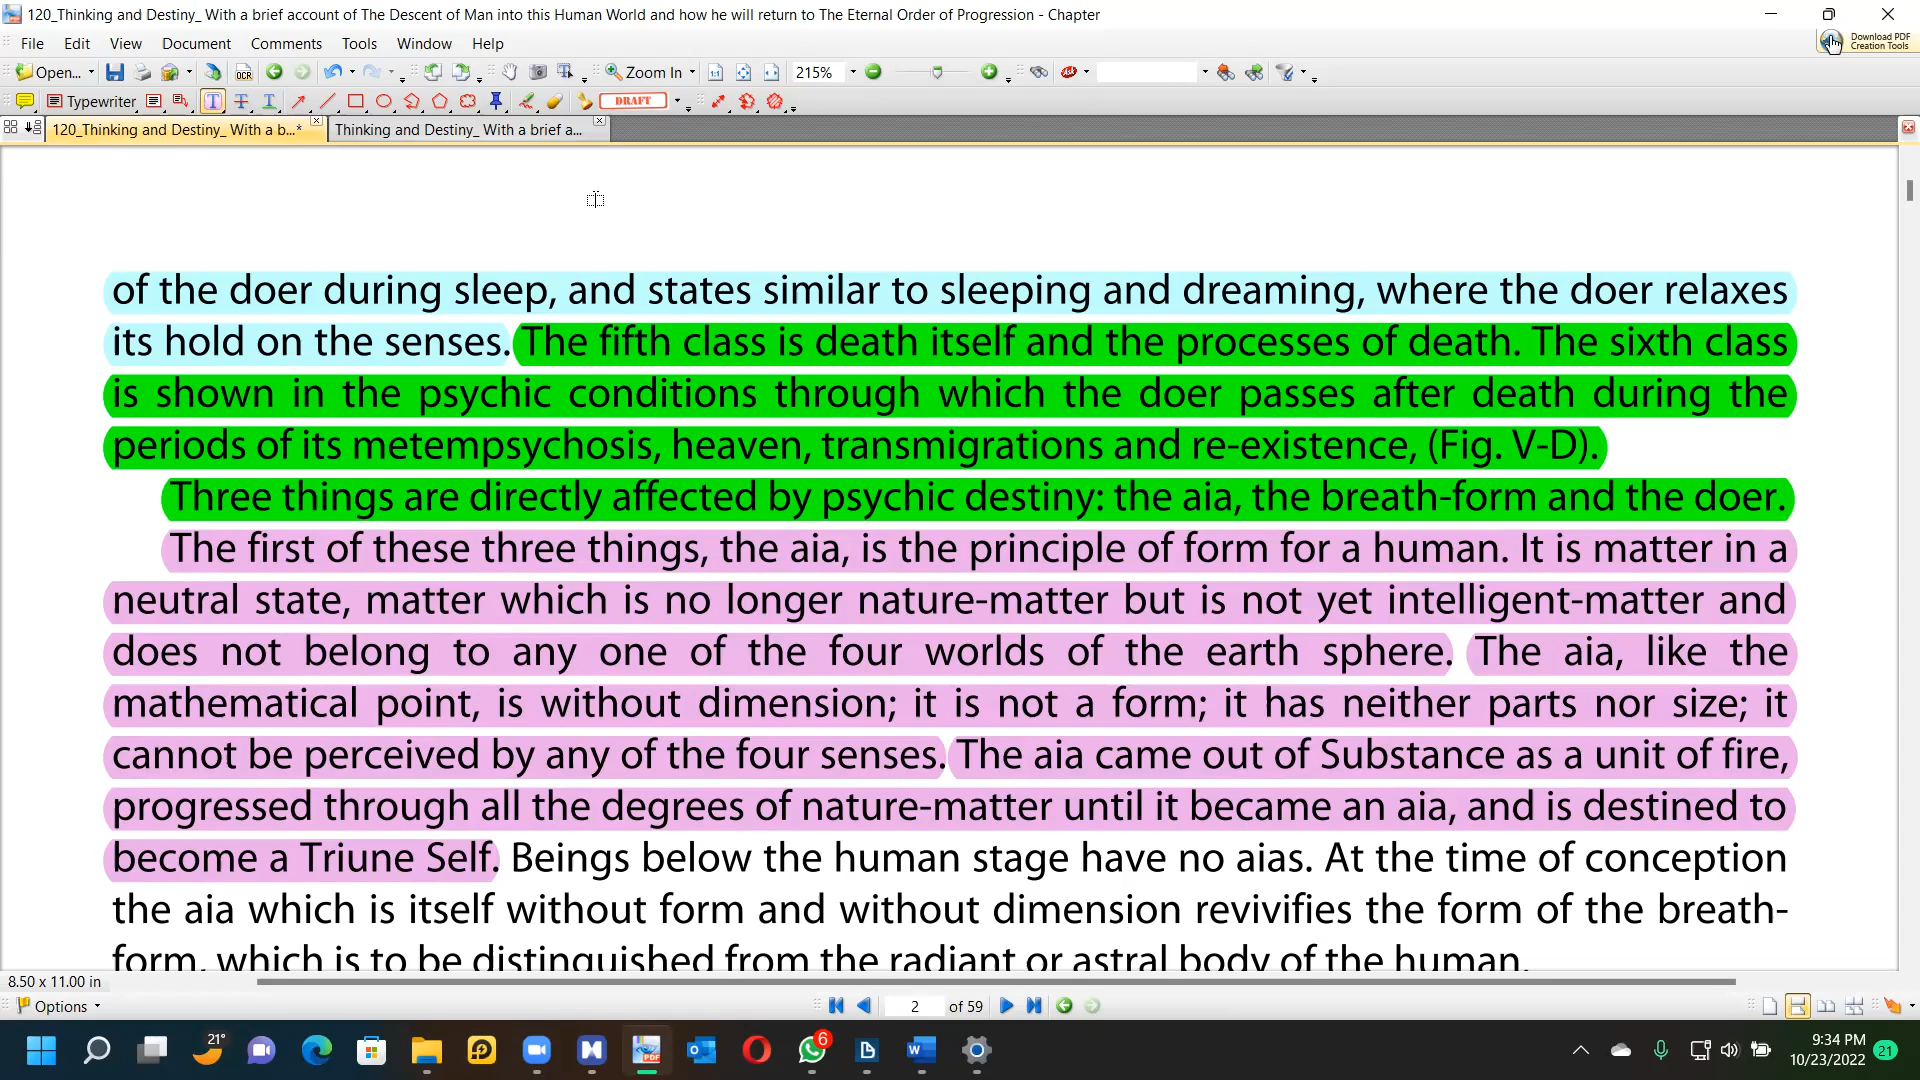 120_Thinking and Destiny_ With a brief account of The Descent of Man into this Human World and how he will return to The Eternal Order of Progression - Chapter
File Edit View Document Comments Tools Window Help
Download PDF
Creation Tools
Open... OCR Zoom In 215%
Typewriter DRAFT
120_Thinking and Destiny_ With a b...* Thinking and Destiny_ With a brief a...
of the doer during sleep, and states similar to sleeping and dreaming, where the doer relaxes
its hold on the senses. The fifth class is death itself and the processes of death. The sixth class
is shown in the psychic conditions through which the doer passes after death during the
periods of its metempsychosis, heaven, transmigrations and re-existence, (Fig. V-D).
Three things are directly affected by psychic destiny: the aia, the breath-form and the doer.
The first of these three things, the aia, is the principle of form for a human. It is matter in a
neutral state, matter which is no longer nature-matter but is not yet intelligent-matter and
does not belong to any one of the four worlds of the earth sphere. The aia, like the
mathematical point, is without dimension; it is not a form; it has neither parts nor size; it
cannot be perceived by any of the four senses. The aia came out of Substance as a unit of fire,
progressed through all the degrees of nature-matter until it became an aia, and is destined to
become a Triune Self. Beings below the human stage have no aias. At the time of conception
the aia which is itself without form and without dimension revivifies the form of the breath-
form, which is to be distinguished from the radiant or astral body of the human.
8.50 x 11.00 in
Options 2 of 59
21° 6 9:34 PM
10/23/2022 21